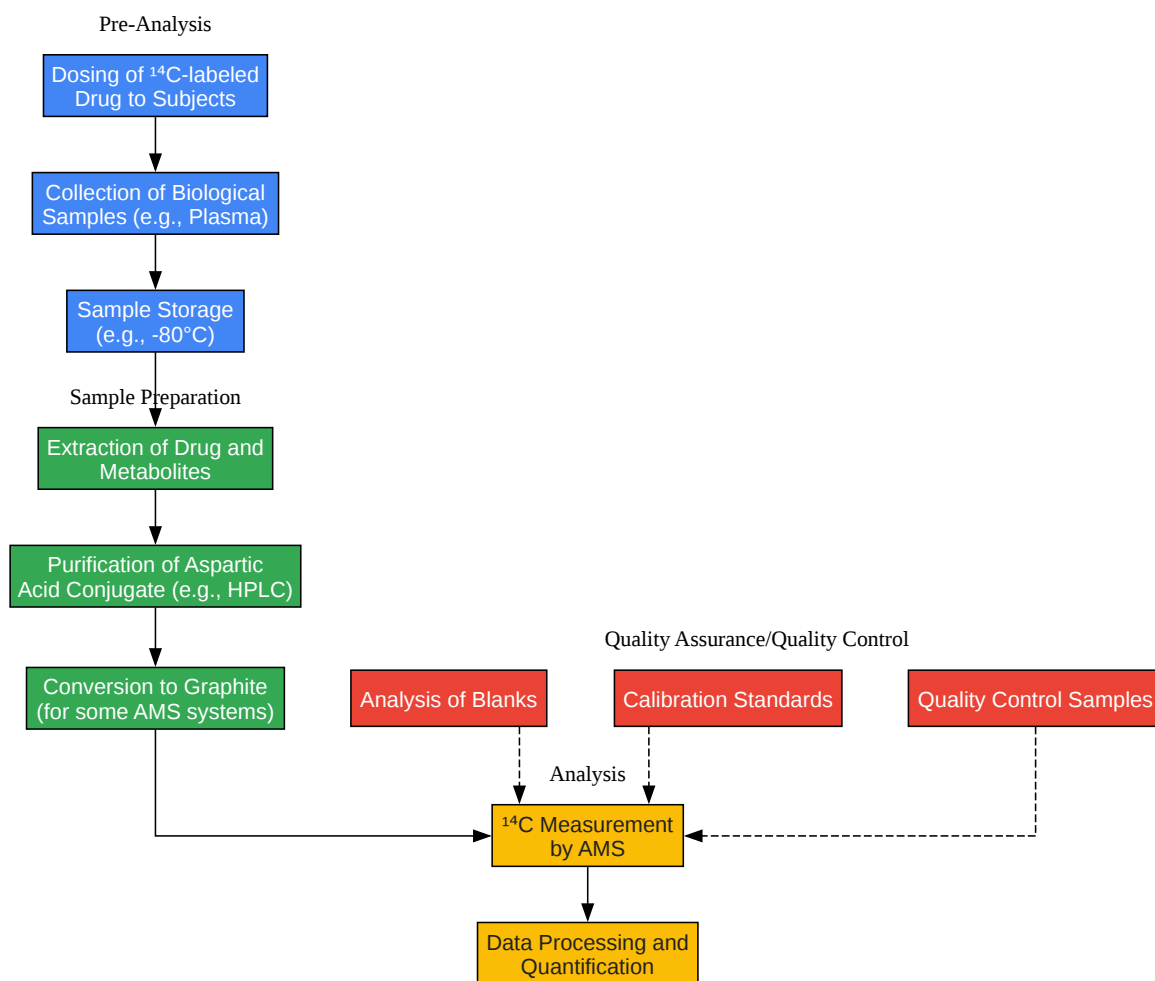 Pre-Analysis
Dosing of ¹⁴C-labeled
Drug to Subjects
Collection of Biological
Samples (e.g., Plasma)
Sample Storage
(e.g., -80°C)
Sample Preparation
Extraction of Drug and
Metabolites
Purification of Aspartic
Acid Conjugate (e.g., HPLC)
Conversion to Graphite
(for some AMS systems)
Quality Assurance/Quality Control
Analysis of Blanks
Calibration Standards
Quality Control Samples
Analysis
¹⁴C Measurement
by AMS
Data Processing and
Quantification